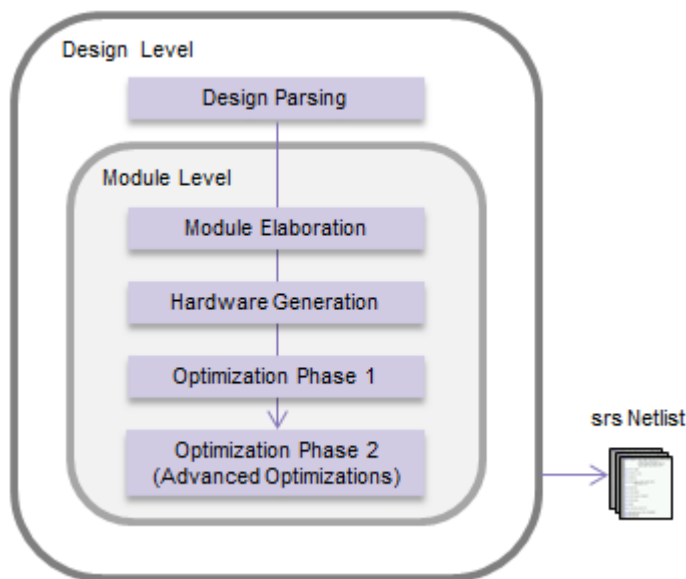 Design Level
Design Parsing
Module Level
Module Elaboration
Hardware Generation
Optimization Phase 1
Optimization Phase 2
(Advanced Optimizations)
srs Netlist